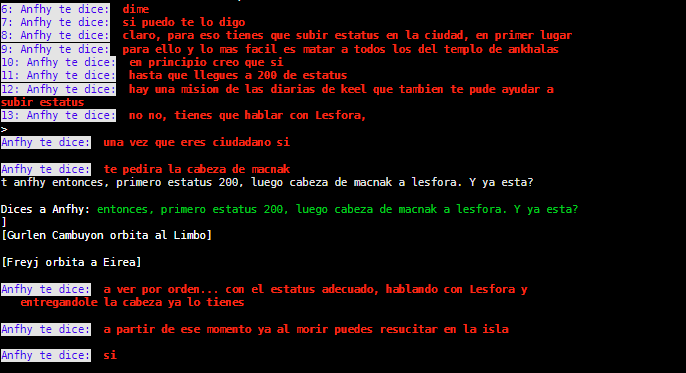 6: Anfhy te dice:  dime
7: Anfhy te dice:  si puedo te lo digo
8: Anfhy te dice:  claro, para eso tienes que subir estatus en la ciudad, en primer lugar
9: Anfhy te dice:  para ello y lo mas facil es matar a todos los del templo de ankhalas
10: Anfhy te dice:  en principio creo que si
11: Anfhy te dice:  hasta que llegues a 200 de estatus
12: Anfhy te dice:  hay una mision de las diarias de keel que tambien te pude ayudar a
subir estatus
13: Anfhy te dice:  no no, tienes que hablar con Lesfora,
>
Anfhy te dice:  una vez que eres ciudadano si
Anfhy te dice:  te pedira la cabeza de macnak
t anfhy entonces, primero estatus 200, luego cabeza de macnak a lesfora. Y ya esta?
Dices a Anfhy: entonces, primero estatus 200, luego cabeza de macnak a lesfora. Y ya esta?
]
[Gurlen Cambuyon orbita al Limbo]
[Freyj orbita a Eirea]
Anfhy te dice:  a ver por orden... con el estatus adecuado, hablando con Lesfora y
entregandole la cabeza ya lo tienes
Anfhy te dice:  a partir de ese momento ya al morir puedes resucitar en la isla
Anfhy te dice:  si